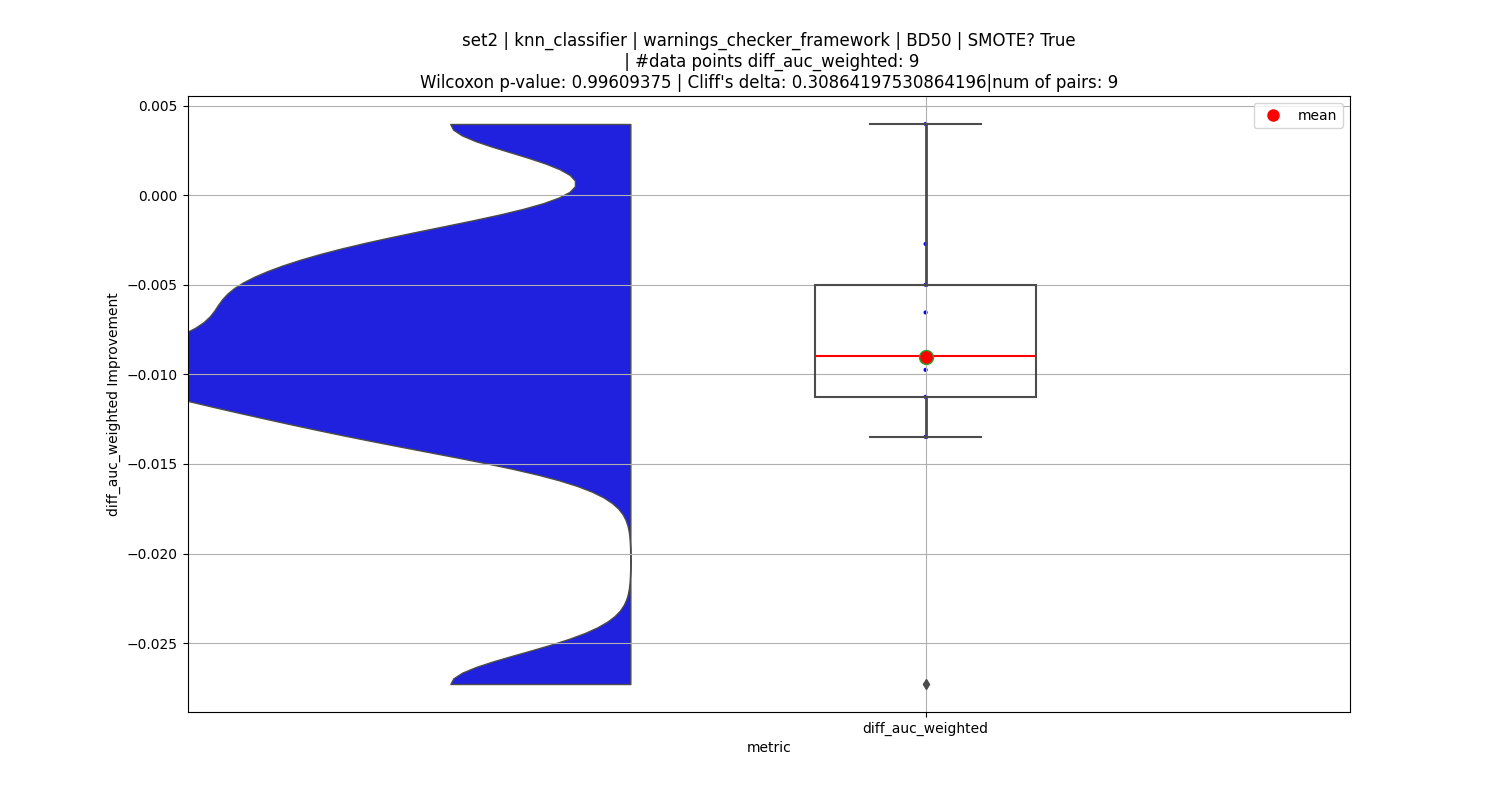 set2 | knn_classifier | warnings_checker_framework | BD50 | SMOTE? True
| #data points diff_auc_weighted: 9
Wilcoxon p-value: 0.99609375 | Cliff's delta: 0.30864197530864196|num of pairs: 9
mean
0.005
0.000
−0.005
−0.010
−0.015
−0.020
−0.025
diff_auc_weighted Improvement
diff_auc_weighted
metric